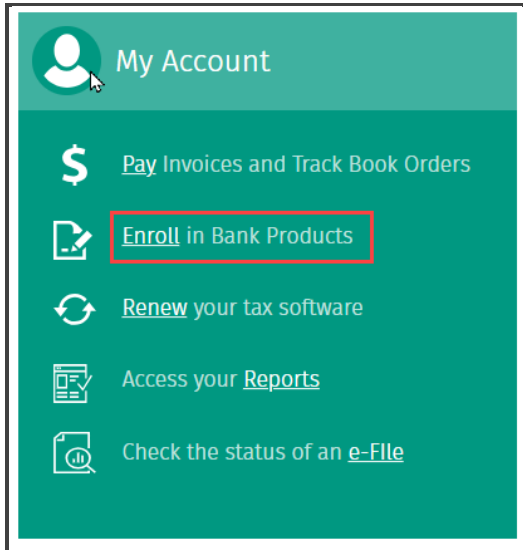 My Account
$
Pay Invoices and Track Book Orders
Enroll in Bank Products
Renew your tax software
Access your Reports
Check the status of an e-FIle